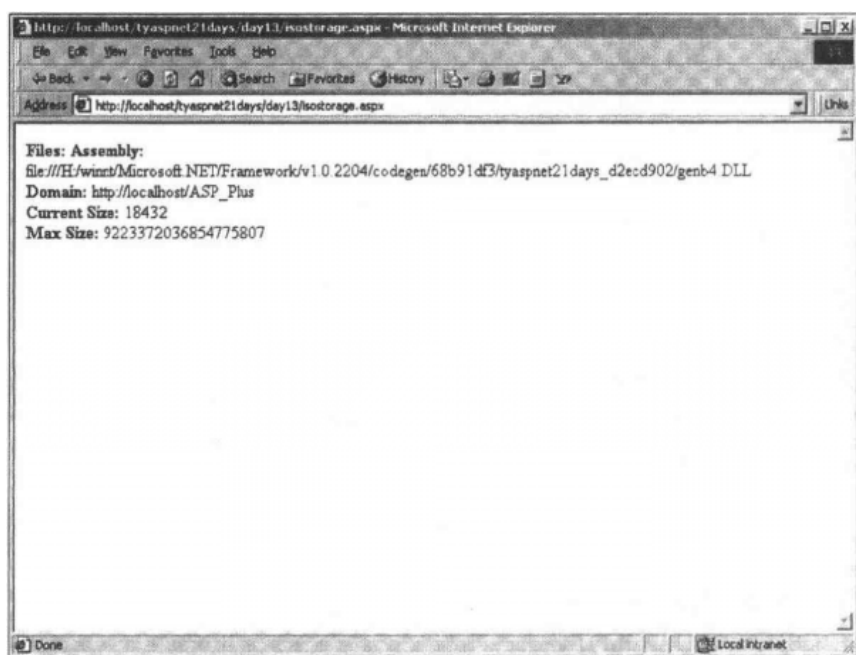 http://localhost/tyaspnet21days/day13/isostorage.aspx - Microsoft Internet Explorer
File Edit View Favorites Tools Help
Back Search Favorites History
Address http://localhost/tyaspnet21days/day13/isostorage.aspx Links
Files: Assembly:
file:///H:/winnt/Microsoft.NET/Framework/v1.0.2204/codegen/68b91df3/tyaspnet21days_d2ecd902/genb4.DLL
Domain: http://localhost/ASP_Plus
Current Size: 18432
Max Size: 9223372036854775807
Done Local intranet